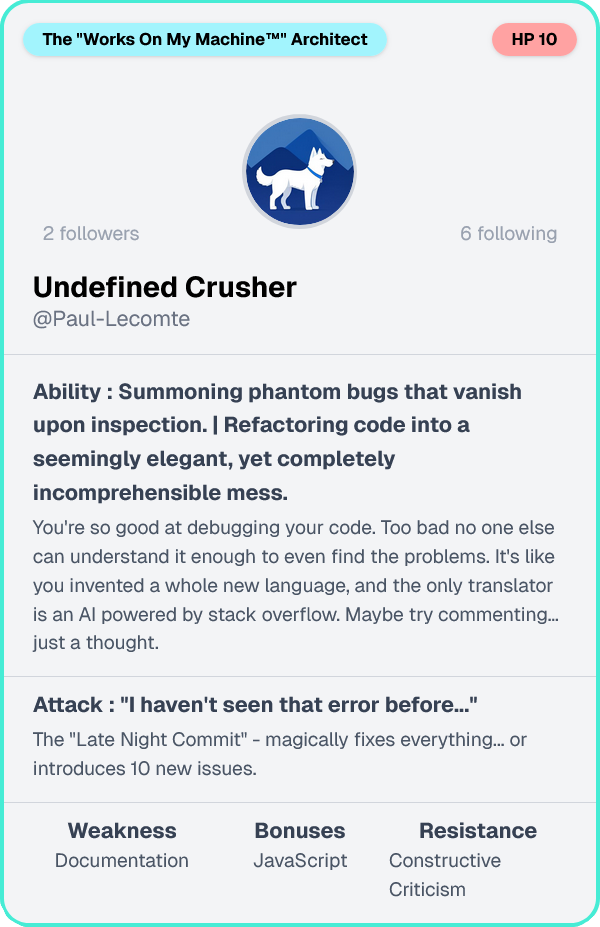 The "Works On My Machine™" Architect
HP 10
2 followers
6 following
Undefined Crusher
@Paul-Lecomte
Ability : Summoning phantom bugs that vanish
upon inspection. | Refactoring code into a
seemingly elegant, yet completely
incomprehensible mess.
You're so good at debugging your code. Too bad no one else
can understand it enough to even find the problems. It's like
you invented a whole new language, and the only translator
is an AI powered by stack overflow. Maybe try commenting...
just a thought.
Attack : "I haven't seen that error before..."
The "Late Night Commit" - magically fixes everything... or
introduces 10 new issues.
Weakness
Documentation
Bonuses
JavaScript
Resistance
Constructive
Criticism